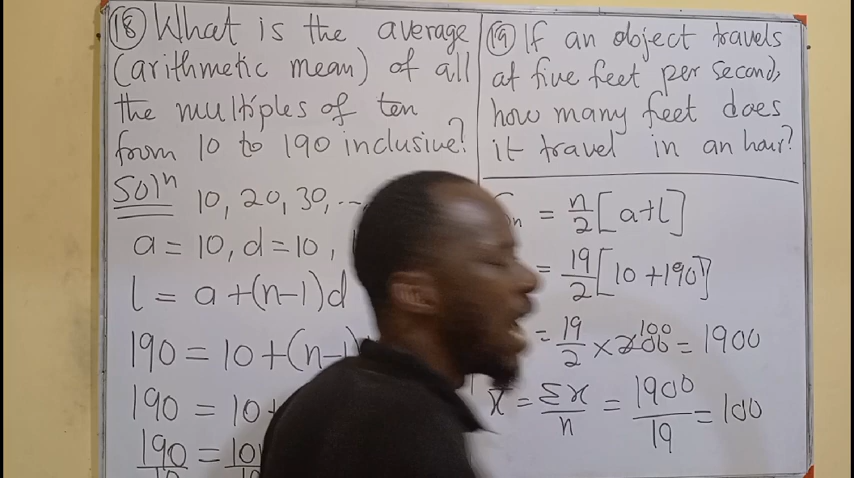 (18) What is the average
(arithmetic mean) of all
the multiples of ten
from 10 to 190 inclusive?
Solⁿ 10, 20, 30, ...
a = 10, d = 10,
l = a + (n-1)d
190 = 10 + (n-1)
190 = 10+
190/10 = 10
(19) If an object travels
at five feet per second,
how many feet does
it travel in an hour?
n = n/2 [a+l]
= 19/2 [10 + 190]
= 19/2 × 200 100 = 1900
x̄ = Σx/n = 1900/19 = 100